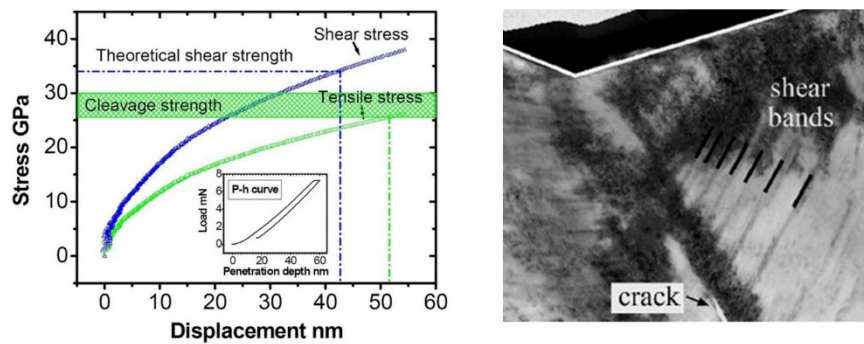 Stress GPa
45
40
30
20
10
0
Theoretical shear strength
Shear stress
Cleavage strength
Tensile stress
P-h curve
Load mN
8
6
4
2
0
0
20
40
60
Penetration depth nm
0
10
20
30
40
50
60
Displacement nm
shear
bands
crack